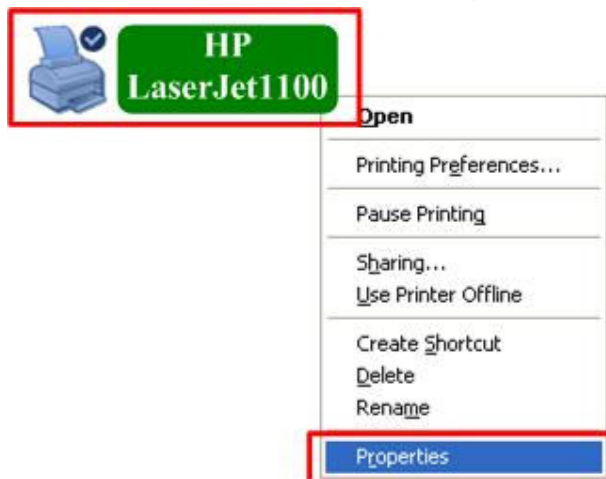 HP
LaserJet1100
Open
Printing Preferences...
Pause Printing
Sharing...
Use Printer Offline
Create Shortcut
Delete
Rename
Properties